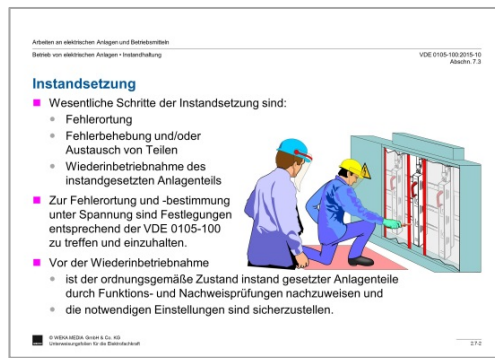 Arbeiten an elektrischen Anlagen und Betriebsmitteln
Betrieb von elektrischen Anlagen • Instandhaltung
VDE 0105-100:2015-10
Abschn. 7.3
Instandsetzung
Wesentliche Schritte der Instandsetzung sind:
Fehlerortung
Fehlerbehebung und/oder
Austausch von Teilen
Wiederinbetriebnahme des
instandgesetzten Anlagenteils
Zur Fehlerortung und -bestimmung
unter Spannung sind Festlegungen
entsprechend der VDE 0105-100
zu treffen und einzuhalten.
Vor der Wiederinbetriebnahme
ist der ordnungsgemäße Zustand instand gesetzter Anlagenteile
durch Funktions- und Nachweisprüfungen nachzuweisen und
die notwendigen Einstellungen sind sicherzustellen.
© WEKA MEDIA GmbH & Co. KG
Unterweisungsfolien für die Elektrofachkraft
2.7-2